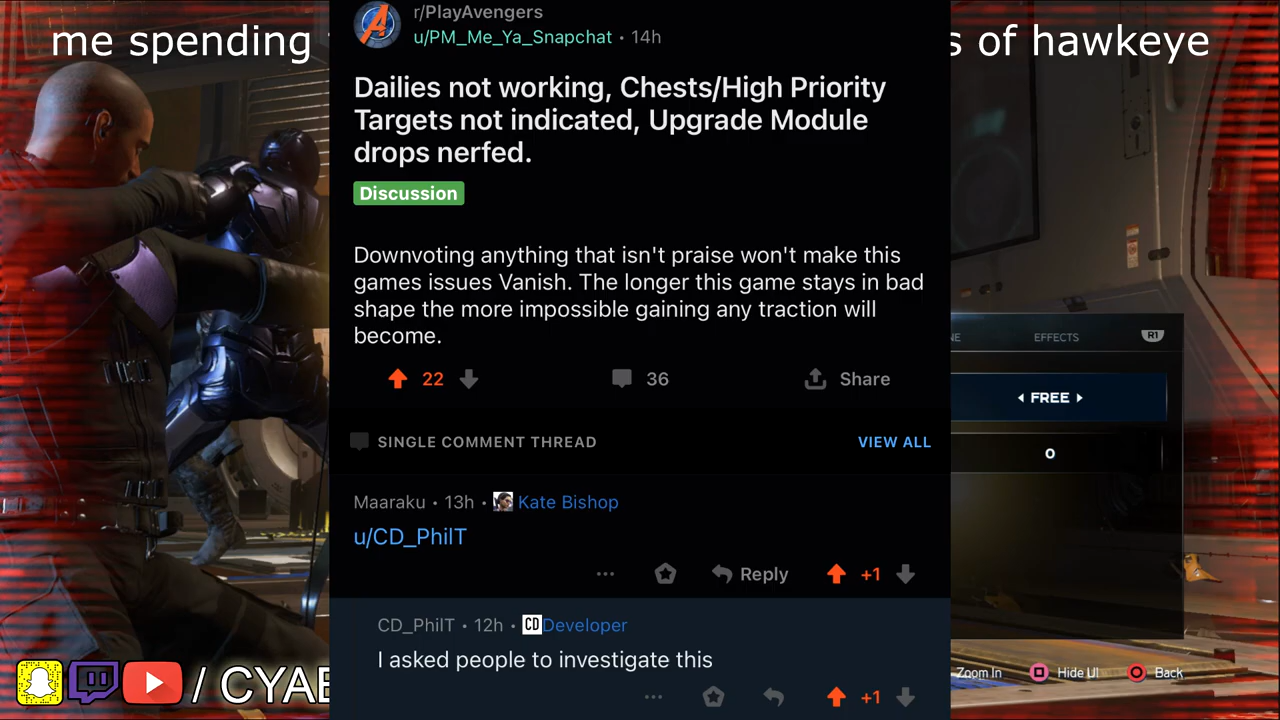 r/PlayAvengers
me spending
s of hawkeye
u/PM_Me_Ya_Snapchat • 14h
Dailies not working, Chests/High Priority
Targets not indicated, Upgrade Module
drops nerfed.
Discussion
Downvoting anything that isn't praise won't make this
games issues Vanish. The longer this game stays in bad
shape the more impossible gaining any traction will
become.
22
36
Share
EFFECTS
R1
FREE
0
SINGLE COMMENT THREAD
VIEW ALL
Maaraku • 13h • Kate Bishop
u/CD_PhilT
Reply
+1
CD_PhilT • 12h • CD Developer
I asked people to investigate this
+1
/ CYAE
Zoom In
Hide UI
Back